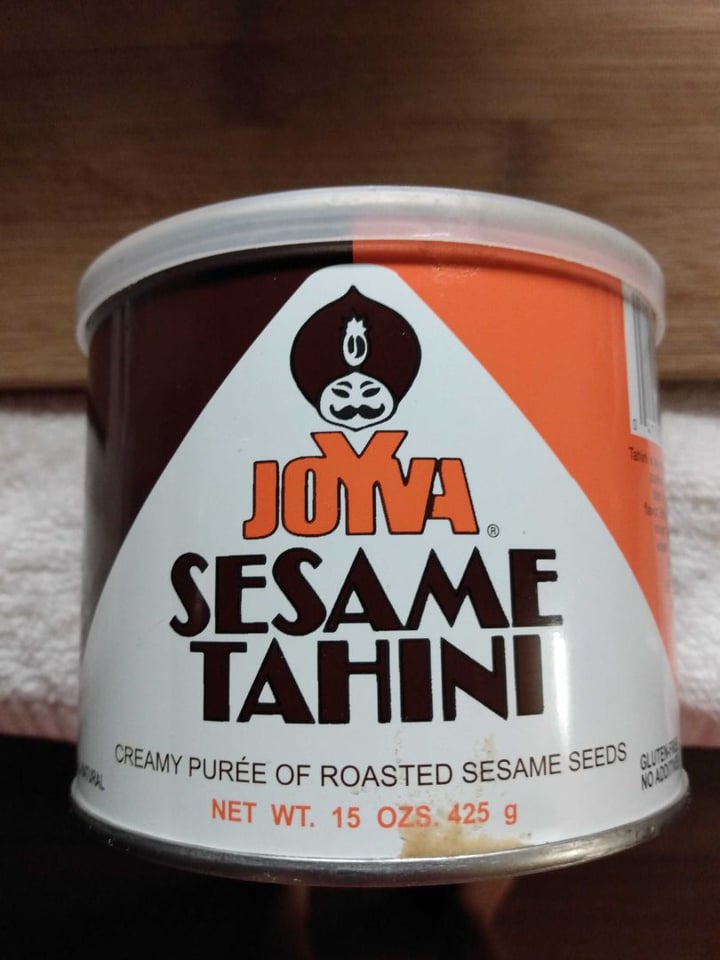 JOYVA®
SESAME
TAHINI
CREAMY PURÉE OF ROASTED SESAME SEEDS
NET WT. 15 OZS. 425 g